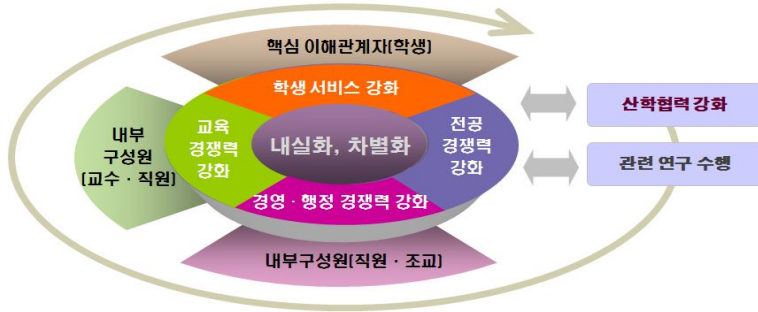 핵심 이해관계자(학생)
학생 서비스 강화
내부
구성원
(교수 · 직원)
교육
경쟁력
강화
내실화, 차별화
전공
경쟁력
강화
경영 · 행정 경쟁력 강화
내부구성원(직원 · 조교)
산학협력 강화
관련 연구 수행